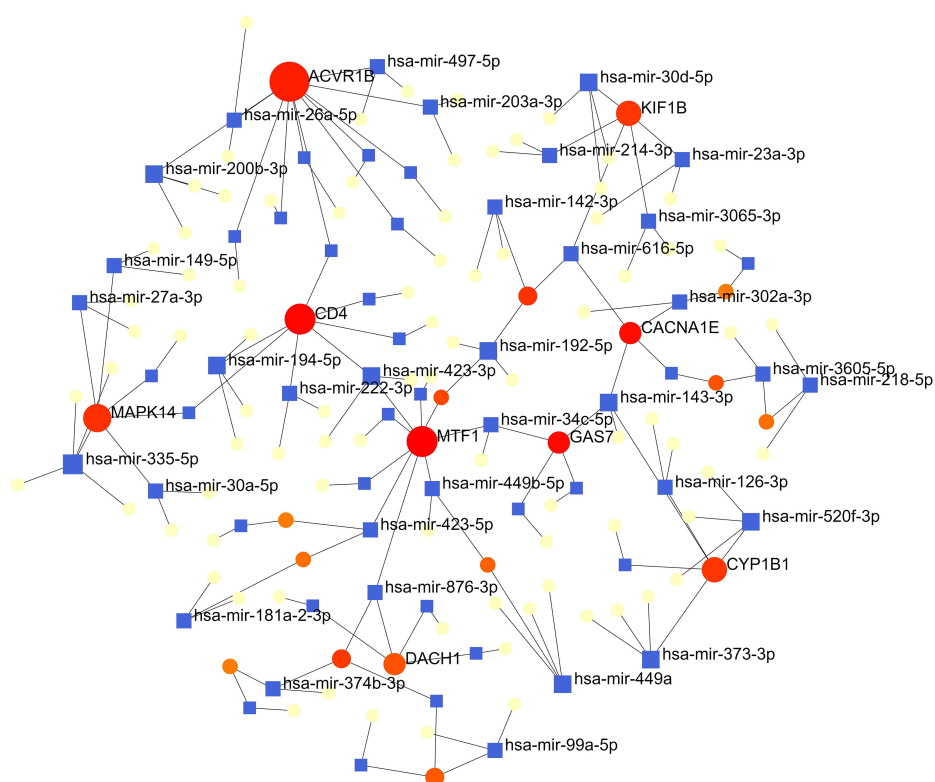 hsa-mir-497-5p
ACVR1B
hsa-mir-30d-5p
hsa-mir-203a-3p
KIF1B
hsa-mir-26a-5p
hsa-mir-214-3p
hsa-mir-23a-3p
hsa-mir-200b-3p
hsa-mir-142-3p
hsa-mir-3065-3p
hsa-mir-616-5p
hsa-mir-149-5p
hsa-mir-27a-3p
hsa-mir-302a-3p
CD4
CACNA1E
hsa-mir-192-5p
hsa-mir-194-5p
hsa-mir-423-3p
hsa-mir-3605-5p
hsa-mir-218-5p
hsa-mir-222-3p
hsa-mir-143-3p
MAPK14
hsa-mir-34c-5p
MTF1
GAS7
hsa-mir-335-5p
hsa-mir-30a-5p
hsa-mir-449b-5p
hsa-mir-126-3p
hsa-mir-520f-3p
hsa-mir-423-5p
CYP1B1
hsa-mir-876-3p
hsa-mir-181a-2-3p
DACH1
hsa-mir-373-3p
hsa-mir-374b-3p
hsa-mir-449a
hsa-mir-99a-5p